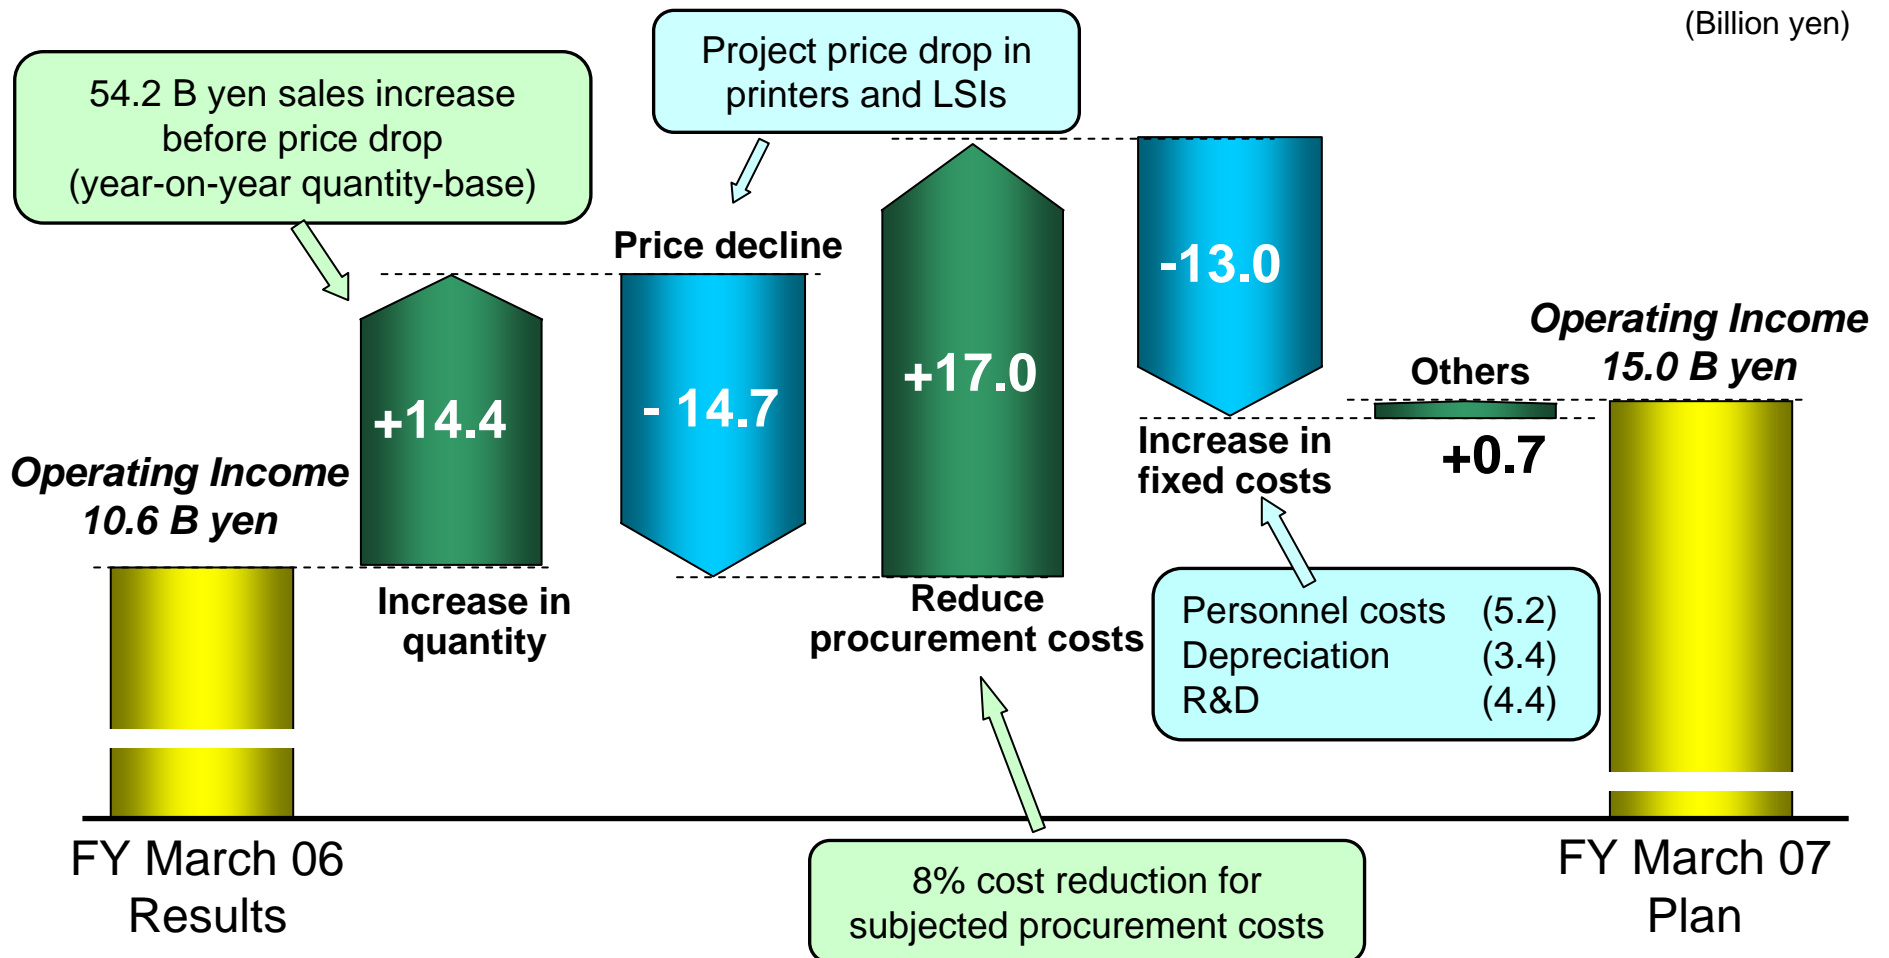 (Billion yen)
54.2 B yen sales increase
before price drop
(year-on-year quantity-base)
Project price drop in
printers and LSIs
Price decline
-13.0
+17.0
- 14.7
+14.4
Operating Income
15.0 B yen
Others
+0.7
Increase in
fixed costs
Operating Income
10.6 B yen
Increase in
quantity
Reduce
procurement costs
Personnel costs (5.2)
Depreciation (3.4)
R&D (4.4)
FY March 06
Results
8% cost reduction for
subjected procurement costs
FY March 07
Plan